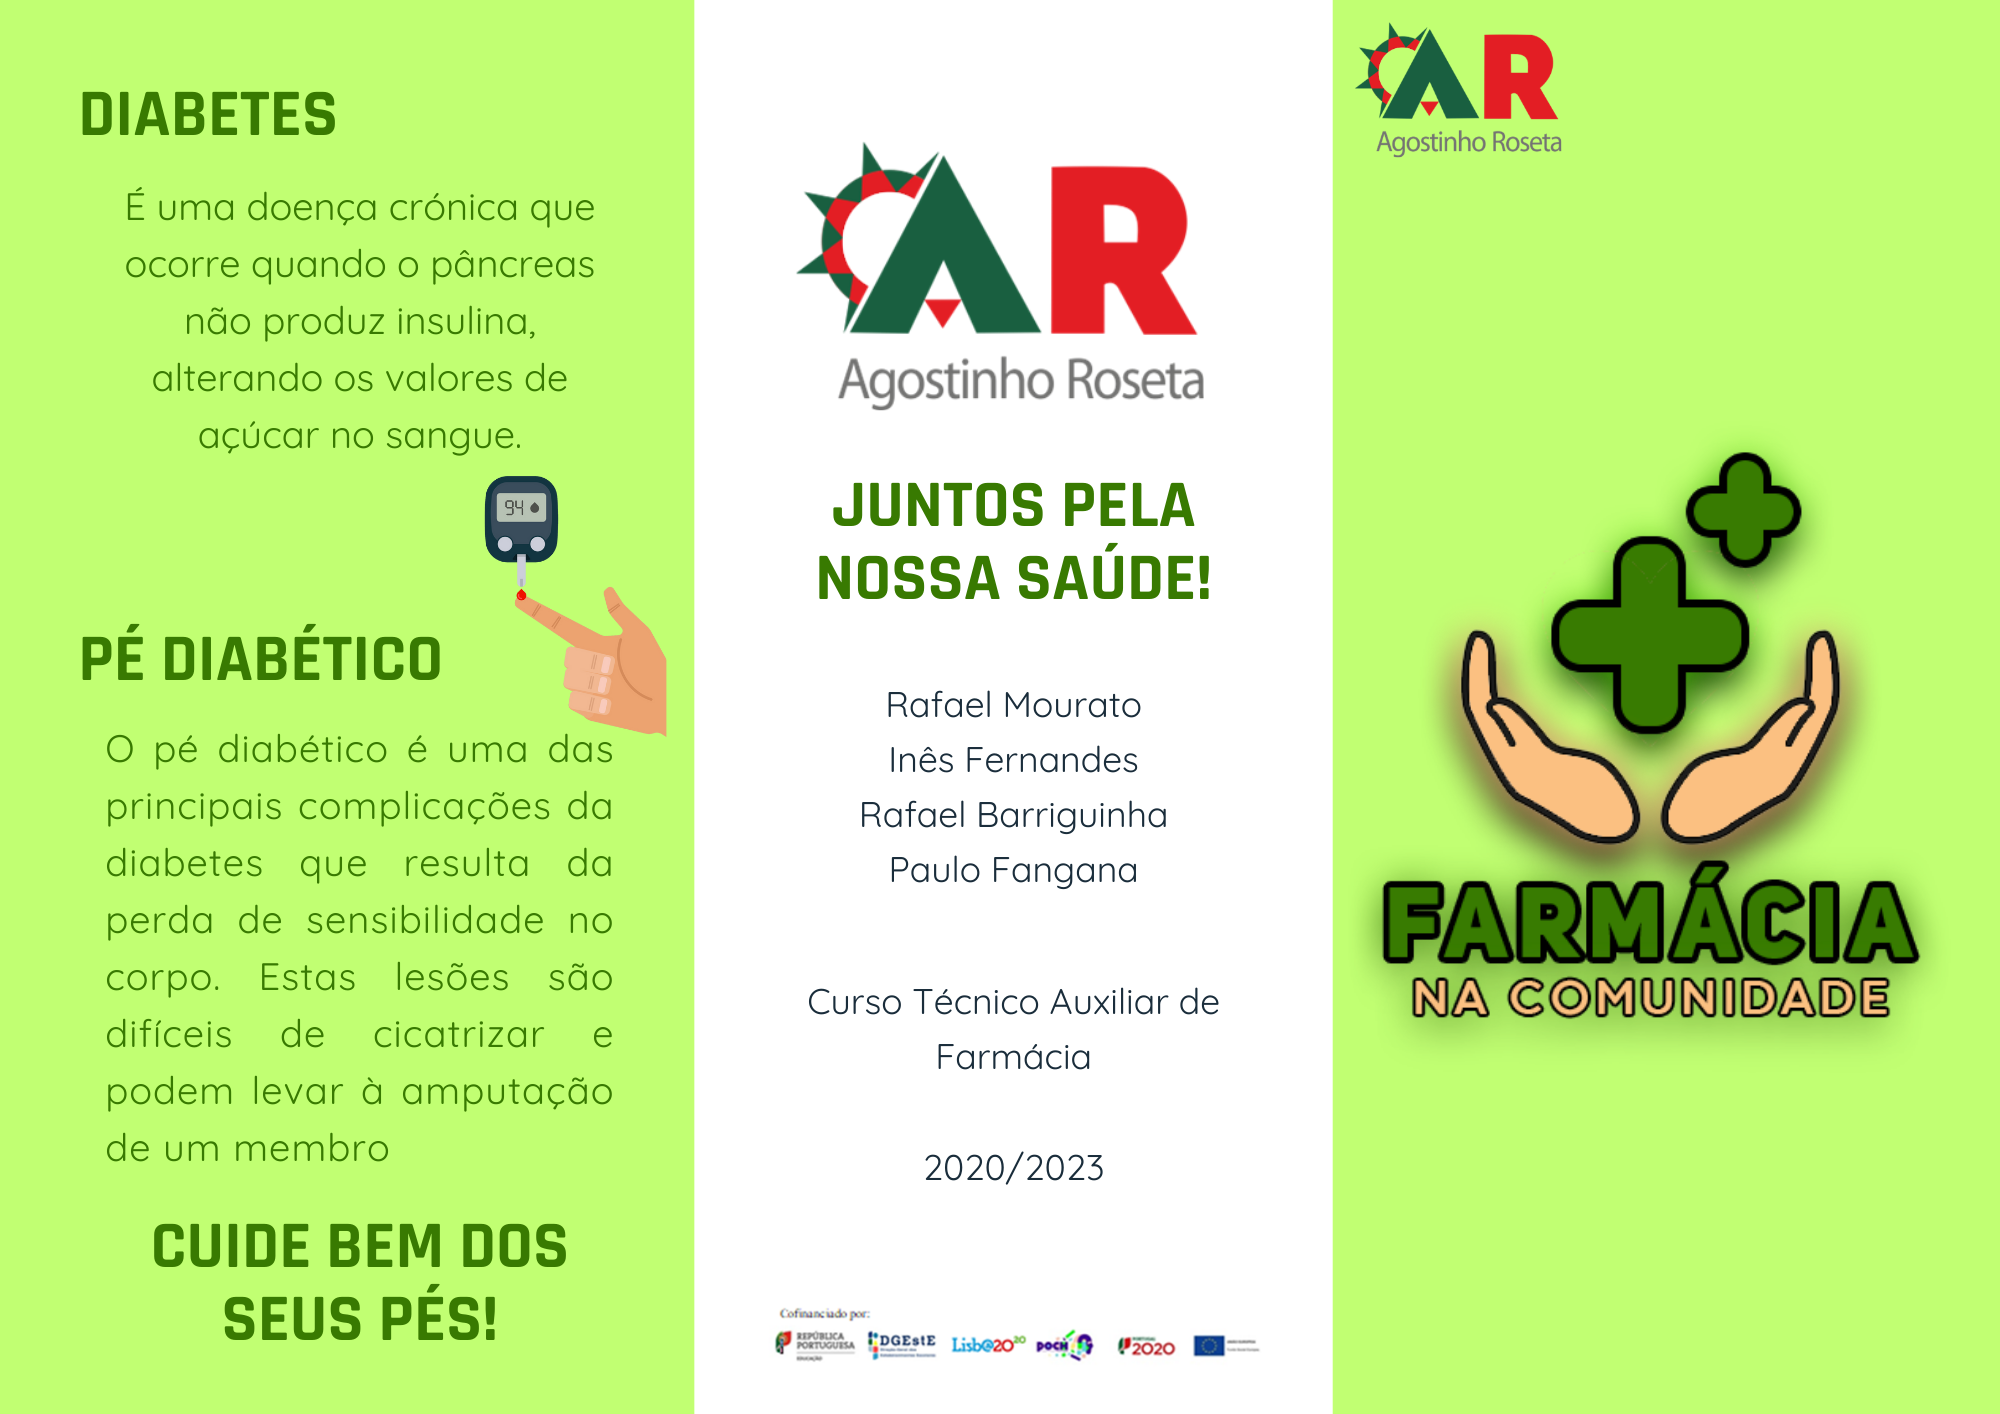 DIABETES
É uma doença crónica que
ocorre quando o pâncreas
não produz insulina,
alterando os valores de
açúcar no sangue.
94
PÉ DIABÉTICO
O pé diabético é uma das
principais complicações da
diabetes que resulta da
perda de sensibilidade no
corpo. Estas lesões são
difíceis de cicatrizar e
podem levar à amputação
de um membro
CUIDE BEM DOS
SEUS PÉS!
AR
Agostinho Roseta
JUNTOS PELA
NOSSA SAÚDE!
Rafael Mourato
Inês Fernandes
Rafael Barriguinha
Paulo Fangana
Curso Técnico Auxiliar de
Farmácia
2020/2023
Cofinanciado por:
REPÚBLICA
PORTUGUESA
EDUCAÇÃO
DGEstE
Lisb@2020
POCH
PORTUGAL
2020
AR
Agostinho Roseta
FARMÁCIA
NA COMUNIDADE